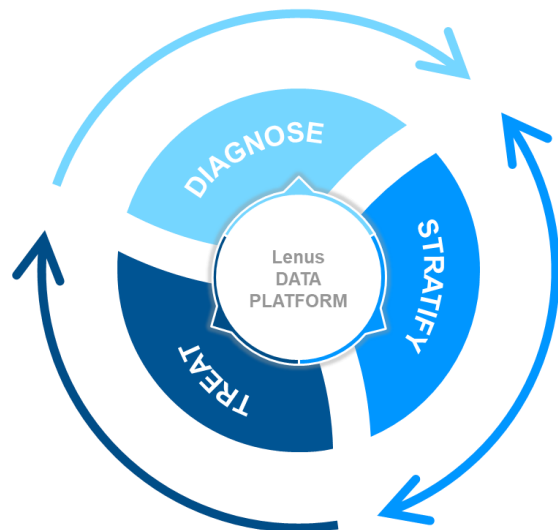 DIAGNOSE
STRATIFY
TREAT
Lenus
DATA
PLATFORM